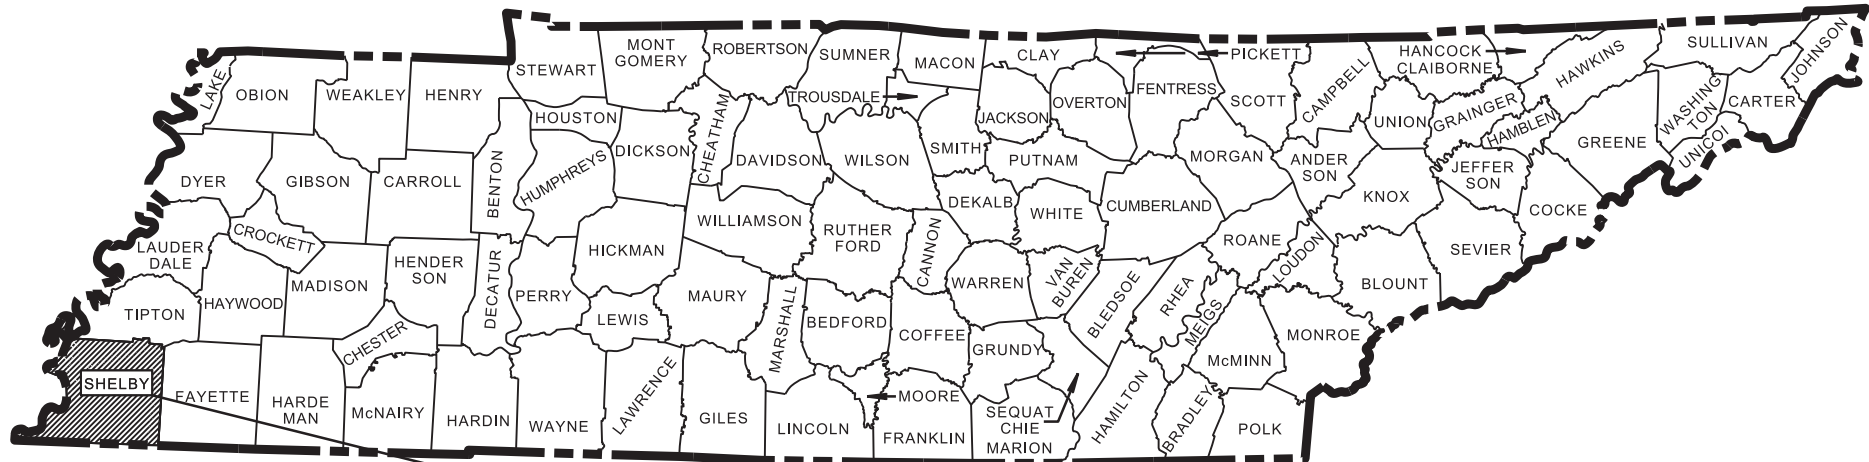 LAKE
OBION
WEAKLEY
HENRY
STEWART
MONT
GOMERY
ROBERTSON
SUMNER
MACON
CLAY
PICKETT
HANCOCK
CLAIBORNE
HAWKINS
SULLIVAN
JOHNSON
TROUSDALE
HOUSTON
CHEATHAM
JACKSON
OVERTON
FENTRESS
SCOTT
CAMPBELL
UNION
GRAINGER
HAMBLEN
GREENE
WASHING
TON
CARTER
UNICOI
DYER
GIBSON
CARROLL
BENTON
HUMPHREYS
DICKSON
DAVIDSON
WILSON
SMITH
PUTNAM
MORGAN
ANDER
SON
KNOX
JEFFER
SON
COCKE
LAUDER
DALE
CROCKETT
HENDER
SON
DECATUR
HICKMAN
WILLIAMSON
RUTHER
FORD
CANNON
DEKALB
WHITE
CUMBERLAND
ROANE
LOUDON
BLOUNT
SEVIER
TIPTON
HAYWOOD
MADISON
CHESTER
PERRY
LEWIS
MAURY
MARSHALL
BEDFORD
COFFEE
WARREN
VAN
BUREN
BLEDSOE
RHEA
MEIGS
McMINN
MONROE
SHELBY
FAYETTE
HARDE
MAN
McNAIRY
HARDIN
WAYNE
LAWRENCE
GILES
LINCOLN
MOORE
FRANKLIN
GRUNDY
SEQUAT
CHIE
MARION
HAMILTON
BRADLEY
POLK